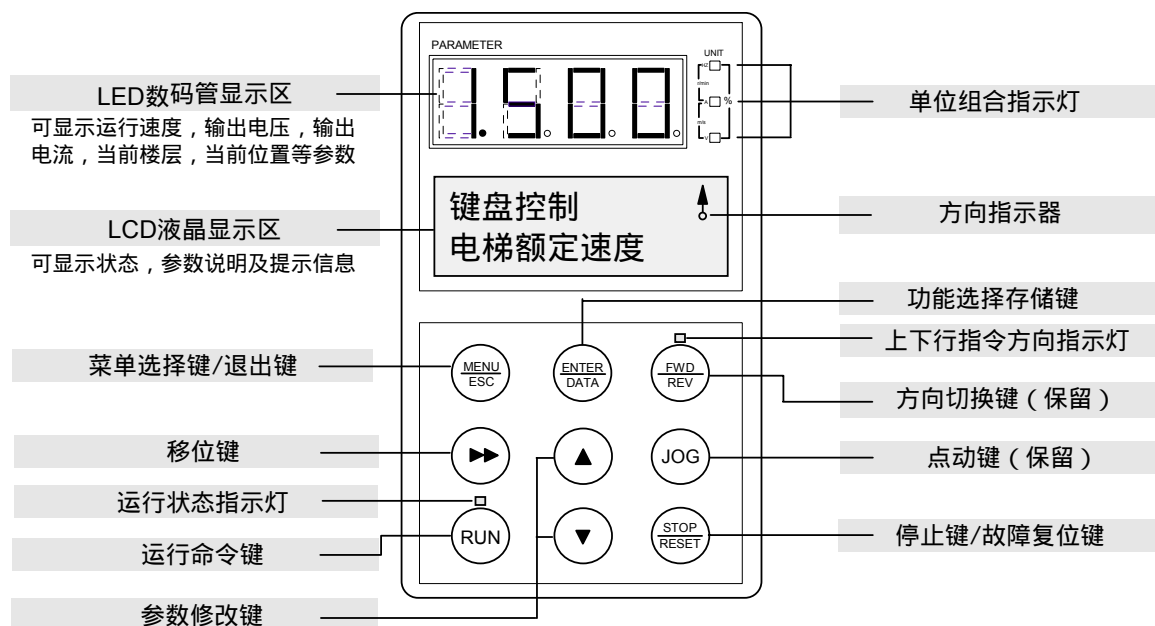 PARAMETER
UNIT
1.500
HZ
r/min
A
%
m/s
V
LED数码管显示区
可显示运行速度，输出电压，输出
电流，当前楼层，当前位置等参数
单位组合指示灯
键盘控制
电梯额定速度
方向指示器
LCD液晶显示区
可显示状态，参数说明及提示信息
功能选择存储键
上下行指令方向指示灯
菜单选择键/退出键
MENU
ESC
ENTER
DATA
FWD
REV
方向切换键（保留）
移位键
JOG
点动键（保留）
运行状态指示灯
RUN
STOP
RESET
停止键/故障复位键
运行命令键
参数修改键